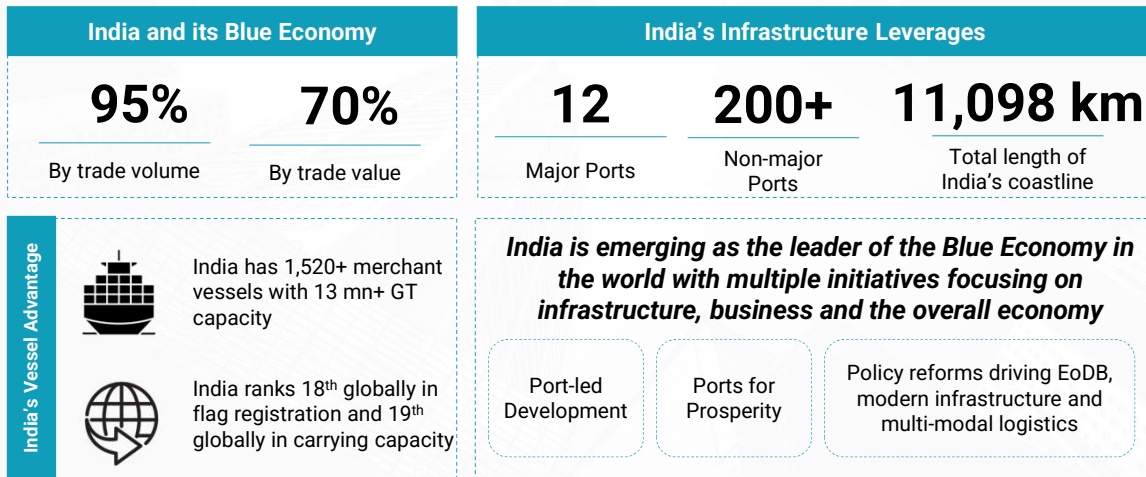 India and its Blue Economy
95%
By trade volume
70%
By trade value
India’s Infrastructure Leverages
12
Major Ports
200+
Non-major
Ports
11,098 km
Total length of
India’s coastline
India’s Vessel Advantage
India has 1,520+ merchant
vessels with 13 mn+ GT
capacity
India ranks 18th globally in
flag registration and 19th
globally in carrying capacity
India is emerging as the leader of the Blue Economy in
the world with multiple initiatives focusing on
infrastructure, business and the overall economy
Port-led
Development
Ports for
Prosperity
Policy reforms driving EoDB,
modern infrastructure and
multi-modal logistics